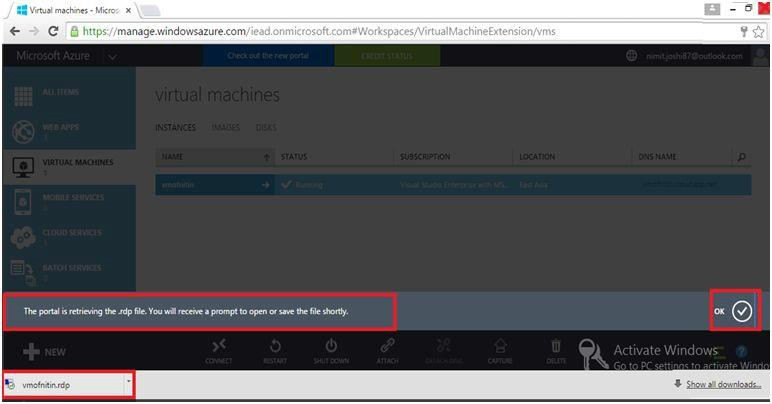 Virtual machines - Micros
https://manage.windowsazure.com/iead.onmicrosoft.com#Workspaces/VirtualMachineExtension/vms
Microsoft Azure
Check out the new portal
CREDIT STATUS
nimit.joshi87@outlook.com
ALL ITEMS
WEB APPS
3
VIRTUAL MACHINES
1
MOBILE SERVICES
0
CLOUD SERVICES
1
BATCH SERVICES
0
virtual machines
INSTANCES IMAGES DISKS
NAME STATUS SUBSCRIPTION LOCATION DNS NAME
vmofnitin Running Visual Studio Enterprise with MS... East Asia
The portal is retrieving the .rdp file. You will receive a prompt to open or save the file shortly.
OK
NEW
CONNECT RESTART SHUT DOWN ATTACH DETACH DISK CAPTURE DELETE
Activate Windows
Go to PC settings to activate Windows
vmofnitin.rdp
Show all downloads...